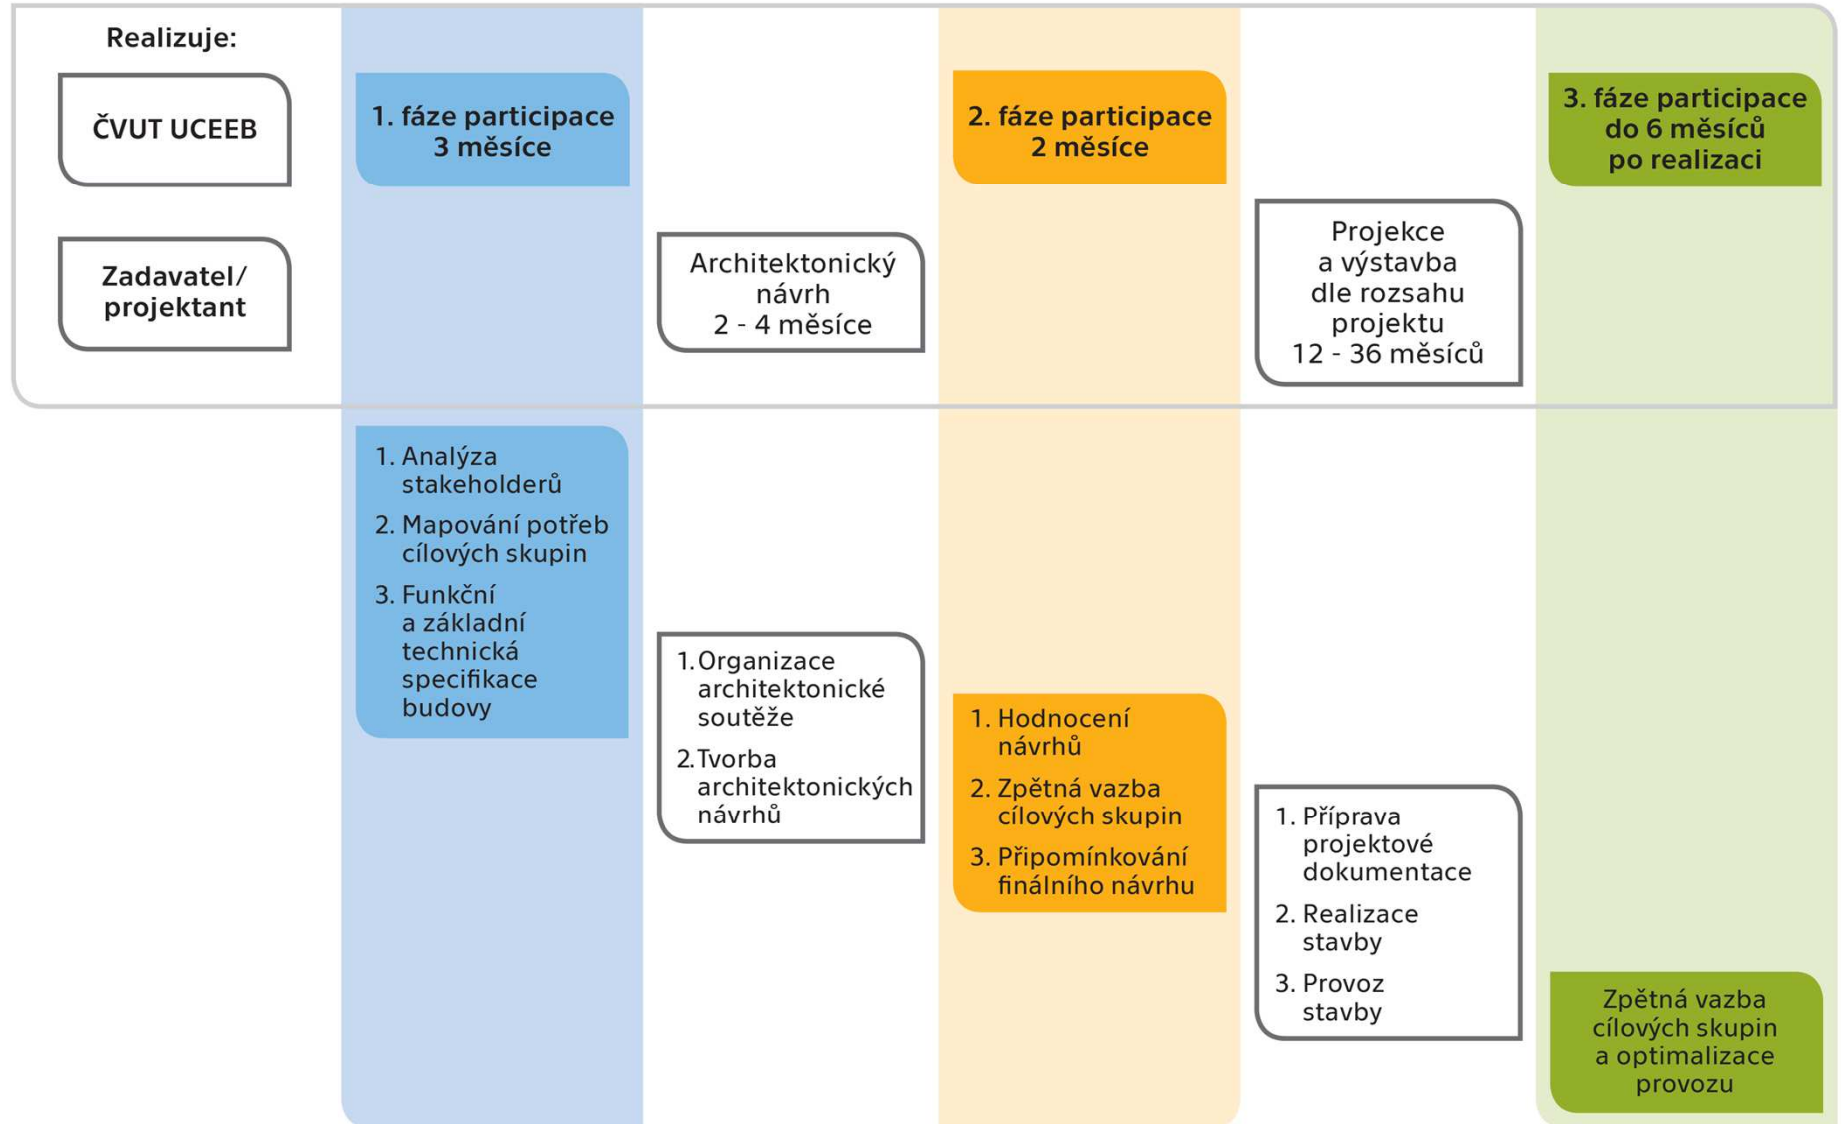 Realizuje:
ČVUT UCEEB
1. fáze participace
3 měsíce
2. fáze participace
2 měsíce
3. fáze participace
do 6 měsíců
po realizaci
Zadavatel/
projektant
Architektonický
návrh
2 - 4 měsíce
Projekce
a výstavba
dle rozsahu
projektu
12 - 36 měsíců
1. Analýza
stakeholderů
2. Mapování potřeb
cílových skupin
3. Funkční
a základní
technická
specifikace
budovy
1.Organizace
architektonické
soutěže
2.Tvorba
architektonických
návrhů
1. Hodnocení
návrhů
2. Zpětná vazba
cílových skupin
3. Připomínkování
finálního návrhu
1. Příprava
projektové
dokumentace
2. Realizace
stavby
3. Provoz
stavby
Zpětná vazba
cílových skupin
a optimalizace
provozu